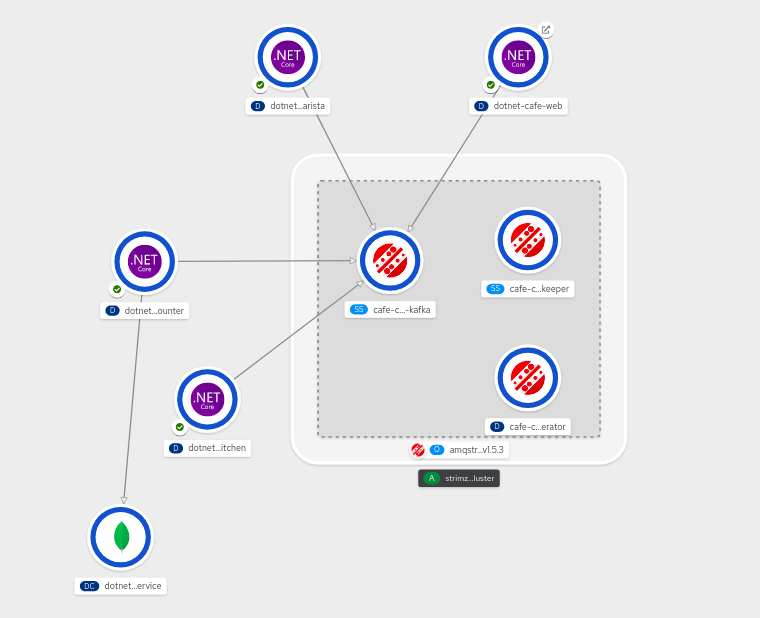 .NET
Core
.NET
Core
D dotnet...arista
D dotnet-cafe-web
.NET
Core
D dotnet...ounter
SS cafe-c...-kafka
SS cafe-c...keeper
.NET
Core
D dotnet...itchen
D cafe-c...erator
O amqstr...v1.5.3
A strimz...luster
DC dotnet...ervice